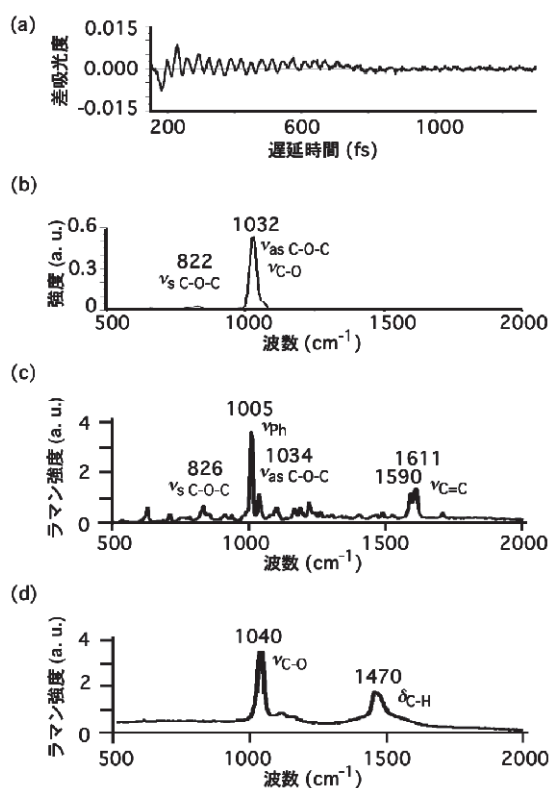 (a)
0.015
0.000
-0.015
差吸光度
200 600 1000
遅延時間 (fs)
(b)
0.6
0.3
0
強度 (a. u.)
1032
νas C-O-C
νC-O
822
νs C-O-C
500 1000 1500 2000
波数 (cm-1)
(c)
4
2
0
ラマン強度 (a. u.)
1005
νPh
1034
νas C-O-C
826
νs C-O-C
1611
1590
νC=C
500 1000 1500 2000
波数 (cm-1)
(d)
4
2
0
ラマン強度 (a. u.)
1040
νC-O
1470
δC-H
500 1000 1500 2000
波数 (cm-1)